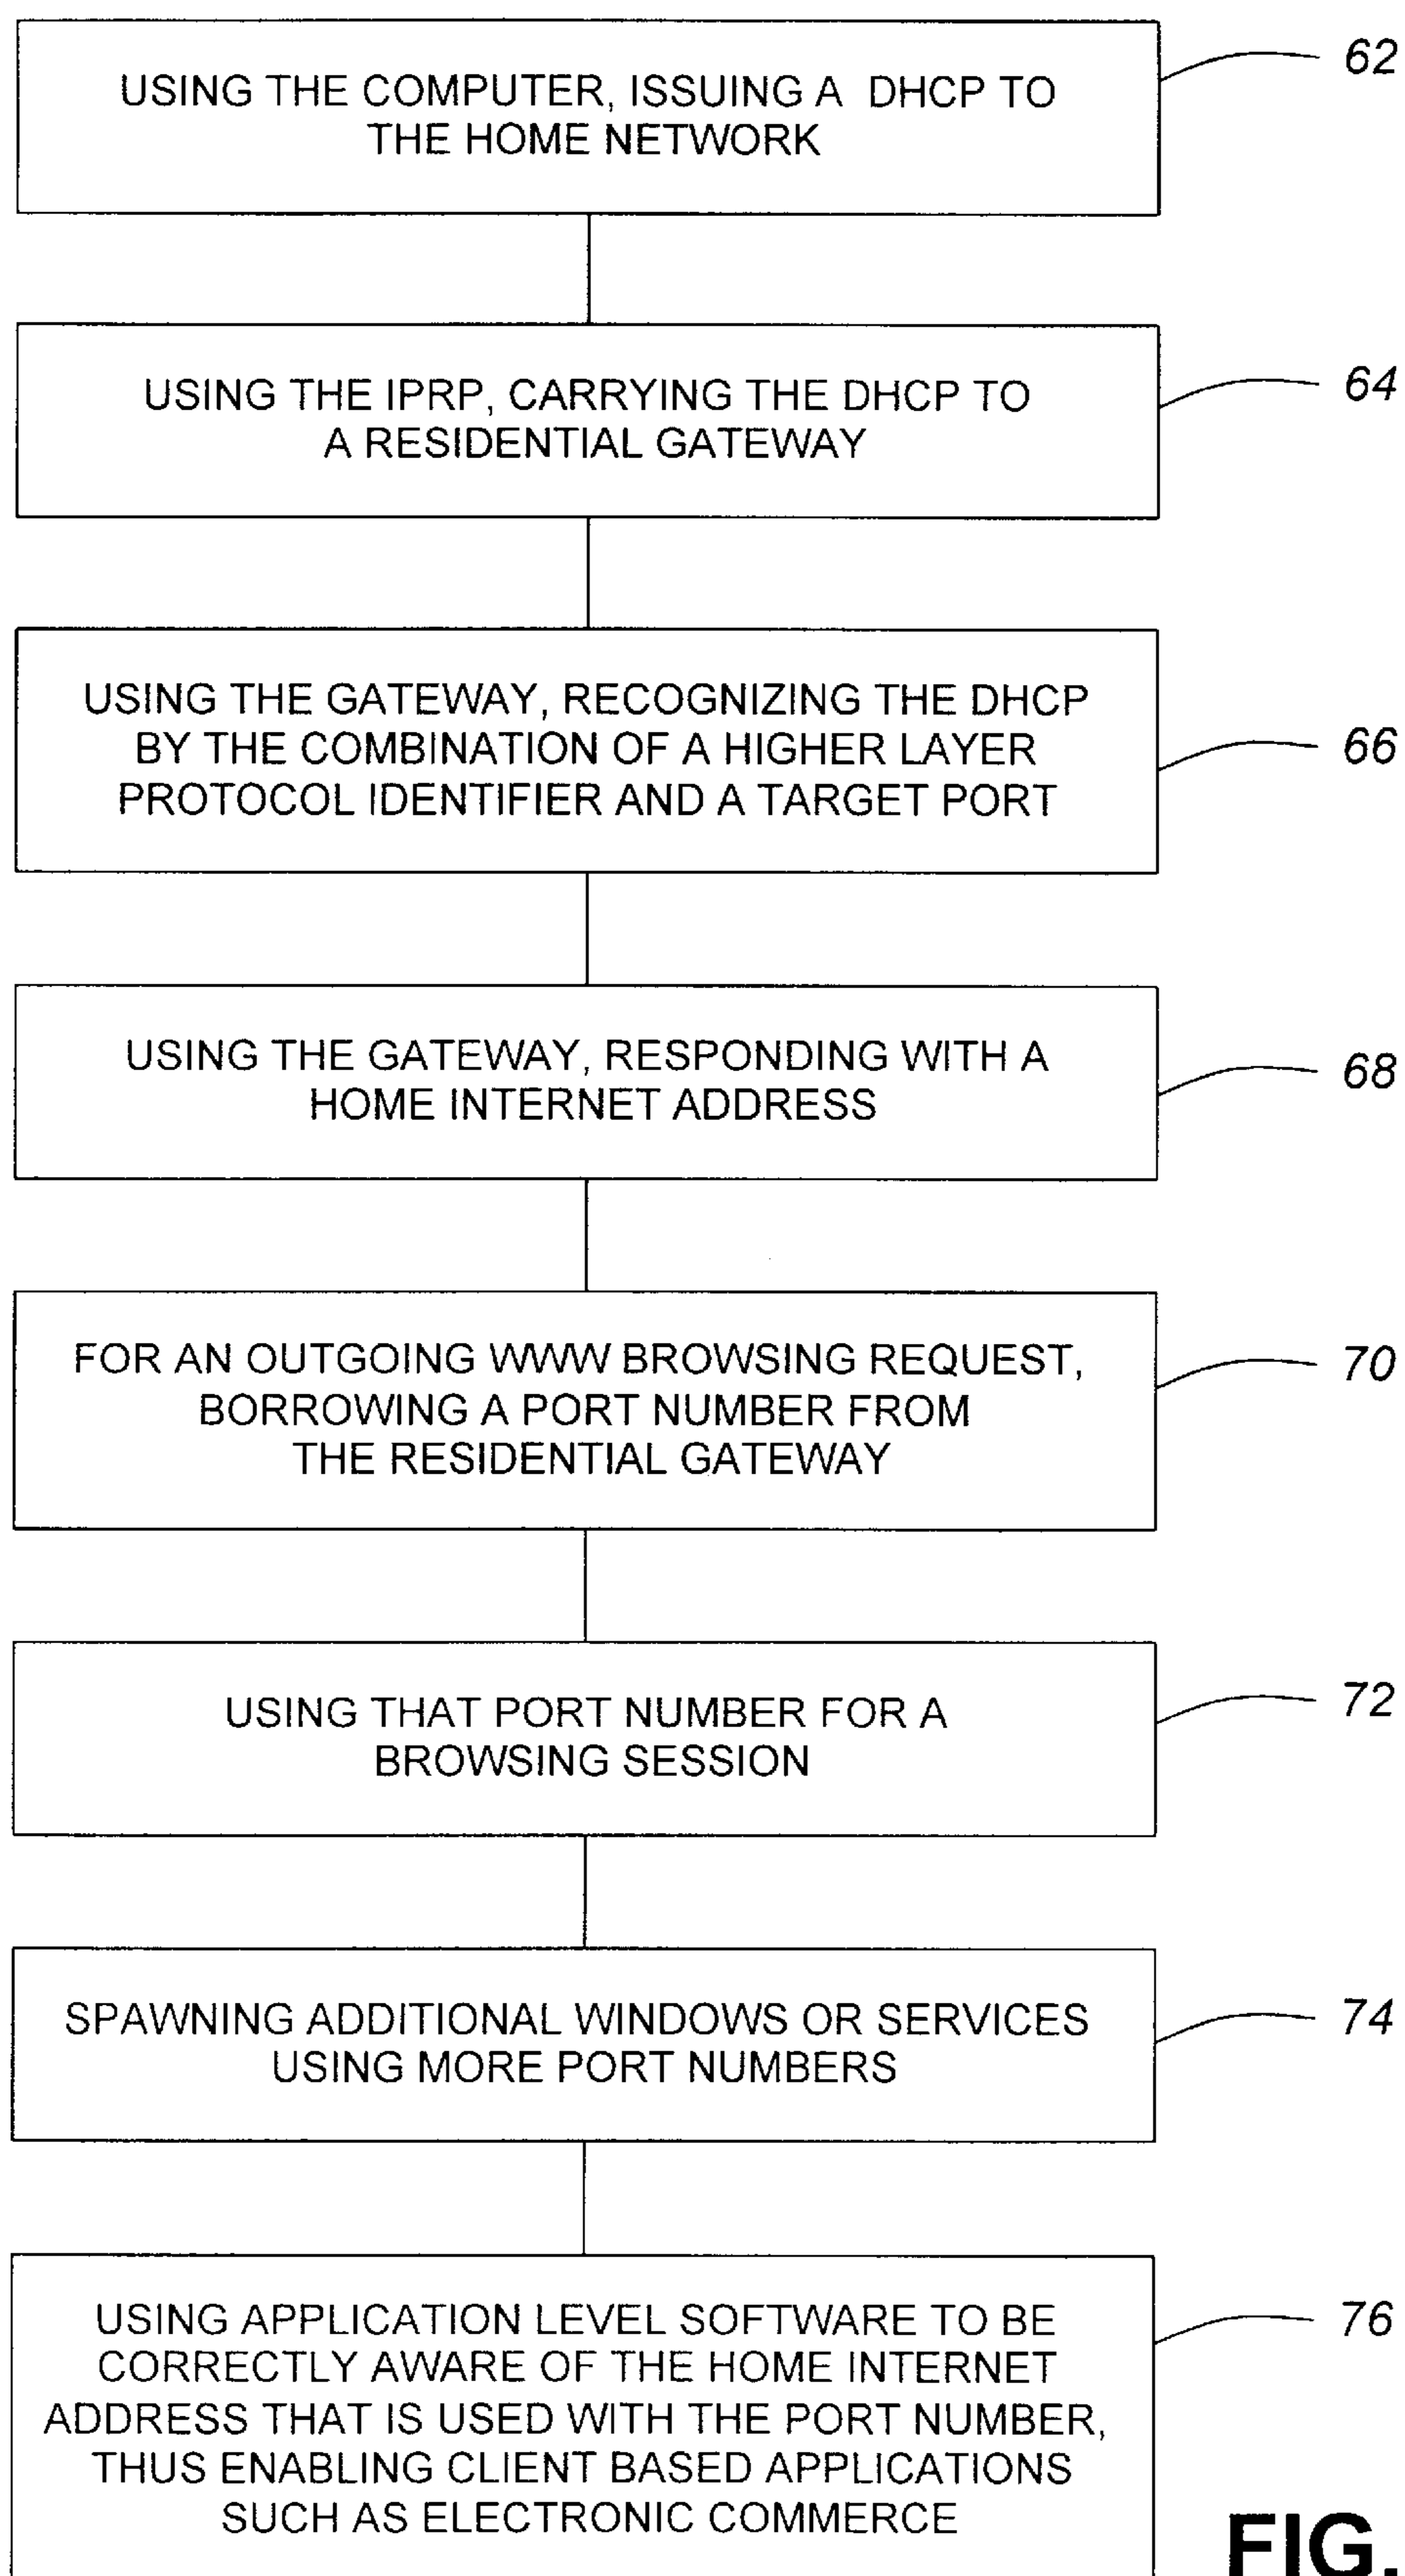 USING THE COMPUTER, ISSUING A DHCP TO
THE HOME NETWORK
62
USING THE IPRP, CARRYING THE DHCP TO
A RESIDENTIAL GATEWAY
64
USING THE GATEWAY, RECOGNIZING THE DHCP
BY THE COMBINATION OF A HIGHER LAYER
PROTOCOL IDENTIFIER AND A TARGET PORT
66
USING THE GATEWAY, RESPONDING WITH A
HOME INTERNET ADDRESS
68
FOR AN OUTGOING WWW BROWSING REQUEST,
BORROWING A PORT NUMBER FROM
THE RESIDENTIAL GATEWAY
70
USING THAT PORT NUMBER FOR A
BROWSING SESSION
72
SPAWNING ADDITIONAL WINDOWS OR SERVICES
USING MORE PORT NUMBERS
74
USING APPLICATION LEVEL SOFTWARE TO BE
CORRECTLY AWARE OF THE HOME INTERNET
ADDRESS THAT IS USED WITH THE PORT NUMBER,
THUS ENABLING CLIENT BASED APPLICATIONS
SUCH AS ELECTRONIC COMMERCE
76
FIG.